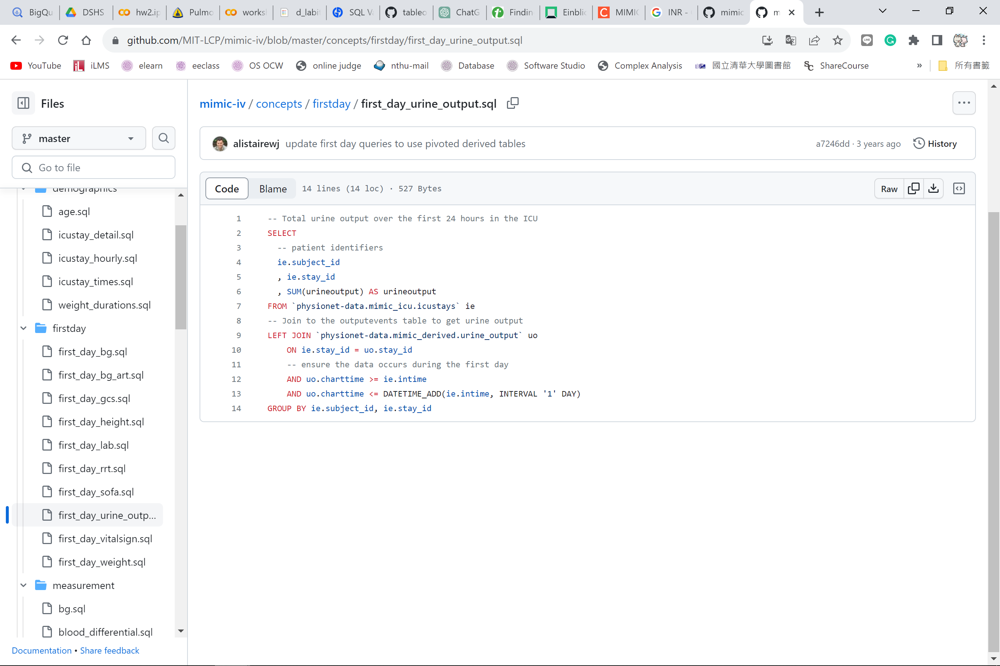 BigQu
DSHS
hw2.ip
Pulmo
works
d_labi
SQL Va
tableo
ChatG
Findin
Einblic
MIMIC
INR -
mimic
m
github.com/MIT-LCP/mimic-iv/blob/master/concepts/firstday/first_day_urine_output.sql
YouTube
iLMS
elearn
eeclass
OS OCW
online judge
nthu-mail
Database
Software Studio
Complex Analysis
國立清華大學圖書館
ShareCourse
»
所有書籤
Files
master
Go to file
demographics
age.sql
icustay_detail.sql
icustay_hourly.sql
icustay_times.sql
weight_durations.sql
firstday
first_day_bg.sql
first_day_bg_art.sql
first_day_gcs.sql
first_day_height.sql
first_day_lab.sql
first_day_rrt.sql
first_day_sofa.sql
first_day_urine_outp...
first_day_vitalsign.sql
first_day_weight.sql
measurement
bg.sql
blood_differential.sql
Documentation • Share feedback
mimic-iv / concepts / firstday / first_day_urine_output.sql
alistairewj update first day queries to use pivoted derived tables
a7246dd · 3 years ago
History
Code
Blame
14 lines (14 loc) · 527 Bytes
Raw
1 -- Total urine output over the first 24 hours in the ICU
2 SELECT
3 -- patient identifiers
4 ie.subject_id
5 , ie.stay_id
6 , SUM(urineoutput) AS urineoutput
7 FROM `physionet-data.mimic_icu.icustays` ie
8 -- Join to the outputevents table to get urine output
9 LEFT JOIN `physionet-data.mimic_derived.urine_output` uo
10 ON ie.stay_id = uo.stay_id
11 -- ensure the data occurs during the first day
12 AND uo.charttime >= ie.intime
13 AND uo.charttime <= DATETIME_ADD(ie.intime, INTERVAL '1' DAY)
14 GROUP BY ie.subject_id, ie.stay_id